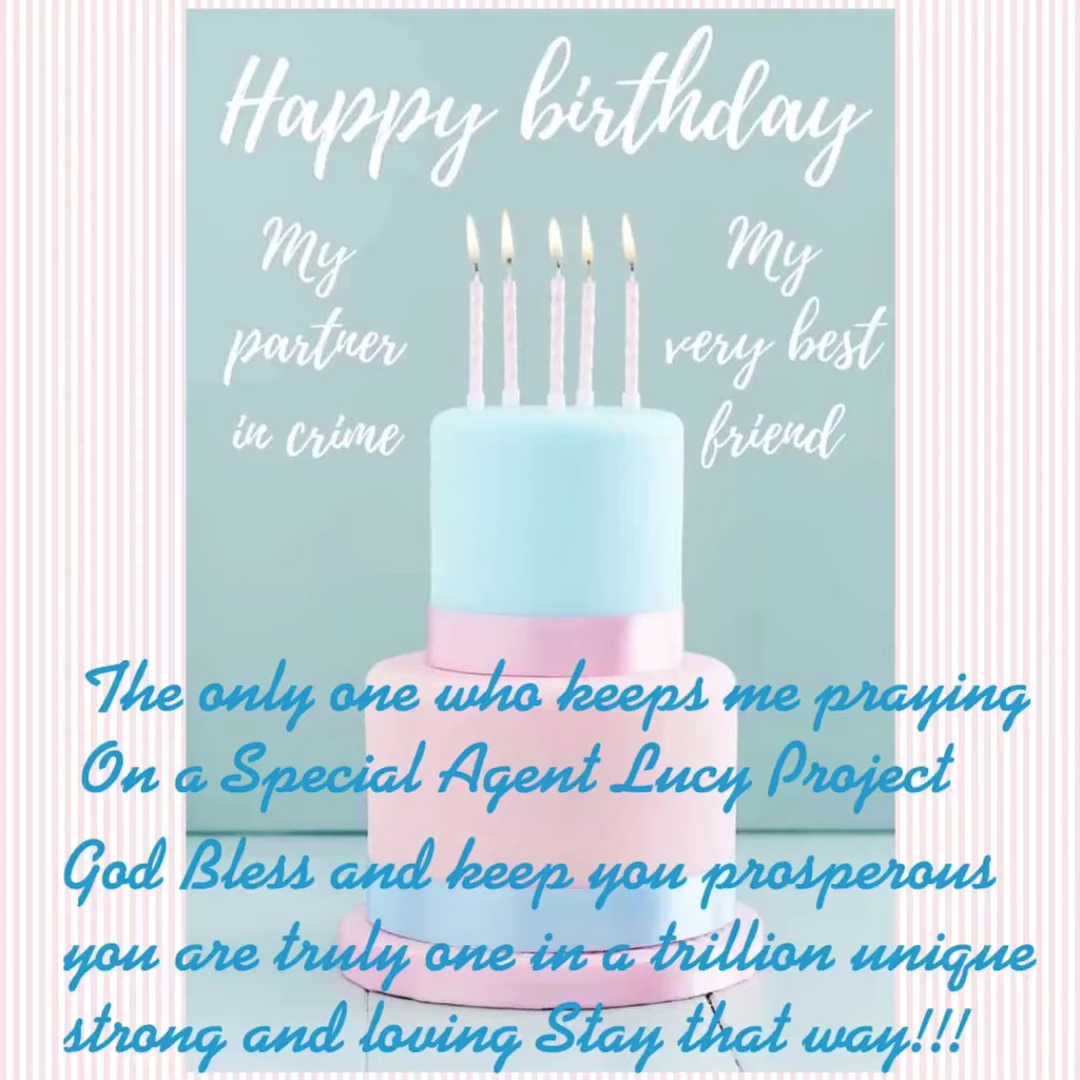 Happy birthday
My
partner
in crime
My
very best
friend
The only one who keeps me praying
On a Special Agent Lucy Project
God Bless and keep you prosperous
you are truly one in a trillion unique
strong and loving Stay that way!!!